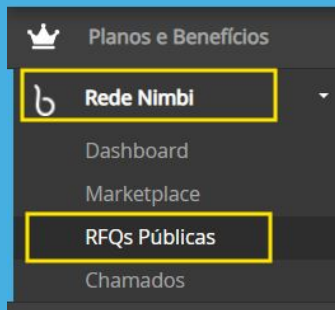 Planos e Benefícios
Rede Nimbi
Dashboard
Marketplace
RFQs Públicas
Chamados